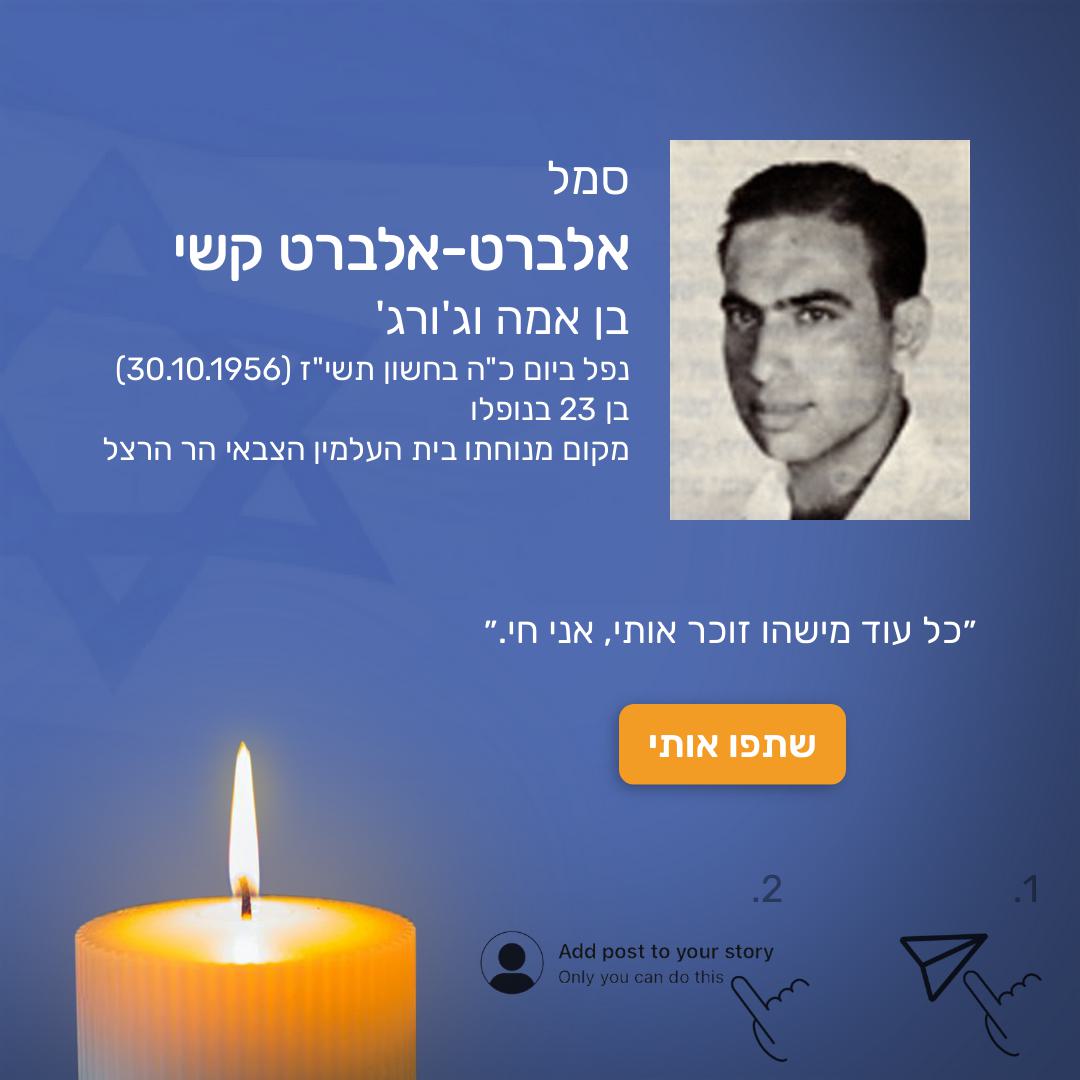 סמל
אלברט-אלברט קשי
בן אמה וג'ורג'
נפל ביום כ"ה בחשון תשי"ז (30.10.1956)
בן 23 בנופלו
מקום מנוחתו בית העלמין הצבאי הר הרצל
״כל עוד מישהו זוכר אותי, אני חי.״
שתפו אותי
1.
2.
Add post to your story
Only you can do this